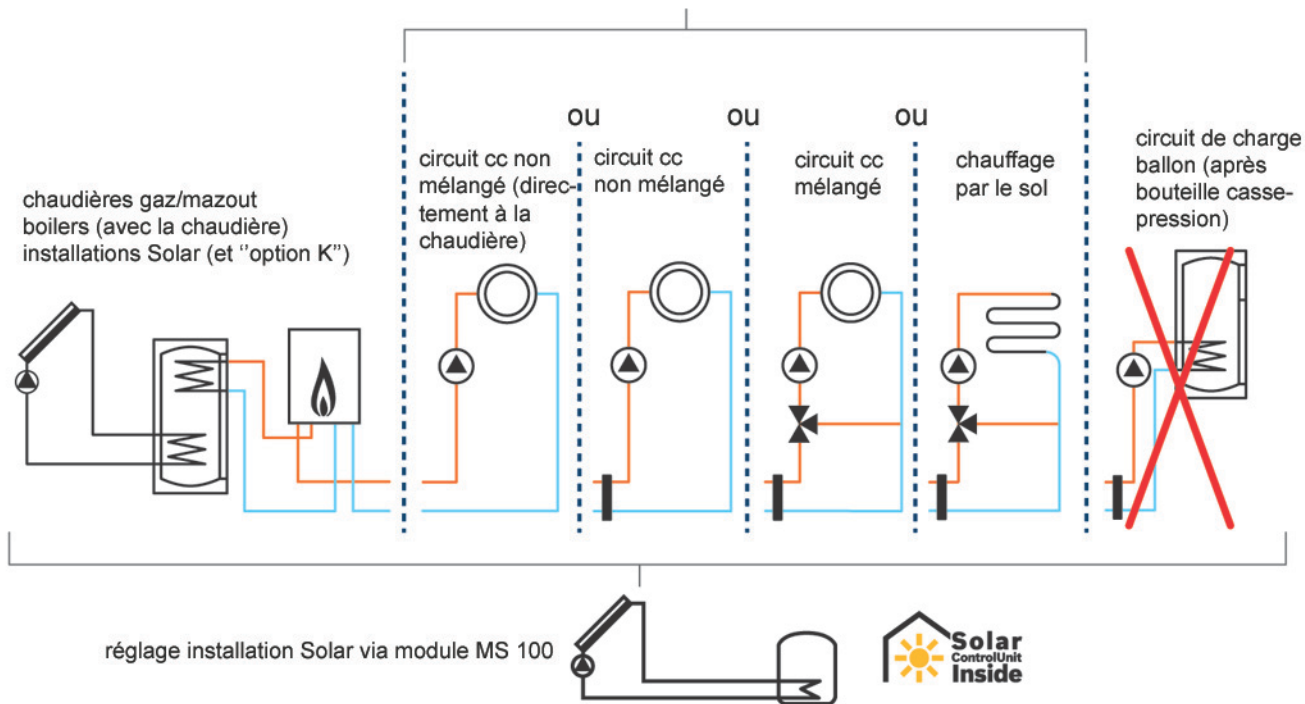 ou
ou
ou
chaudières gaz/mazout
boilers (avec la chaudière)
installations Solar (et ‘‘option K’’)
circuit cc non
mélangé (direc-
tement à la
chaudière)
circuit cc
non mélangé
circuit cc
mélangé
chauffage
par le sol
circuit de charge
ballon (après
bouteille casse-
pression)
réglage installation Solar via module MS 100
Solar
ControlUnit
Inside